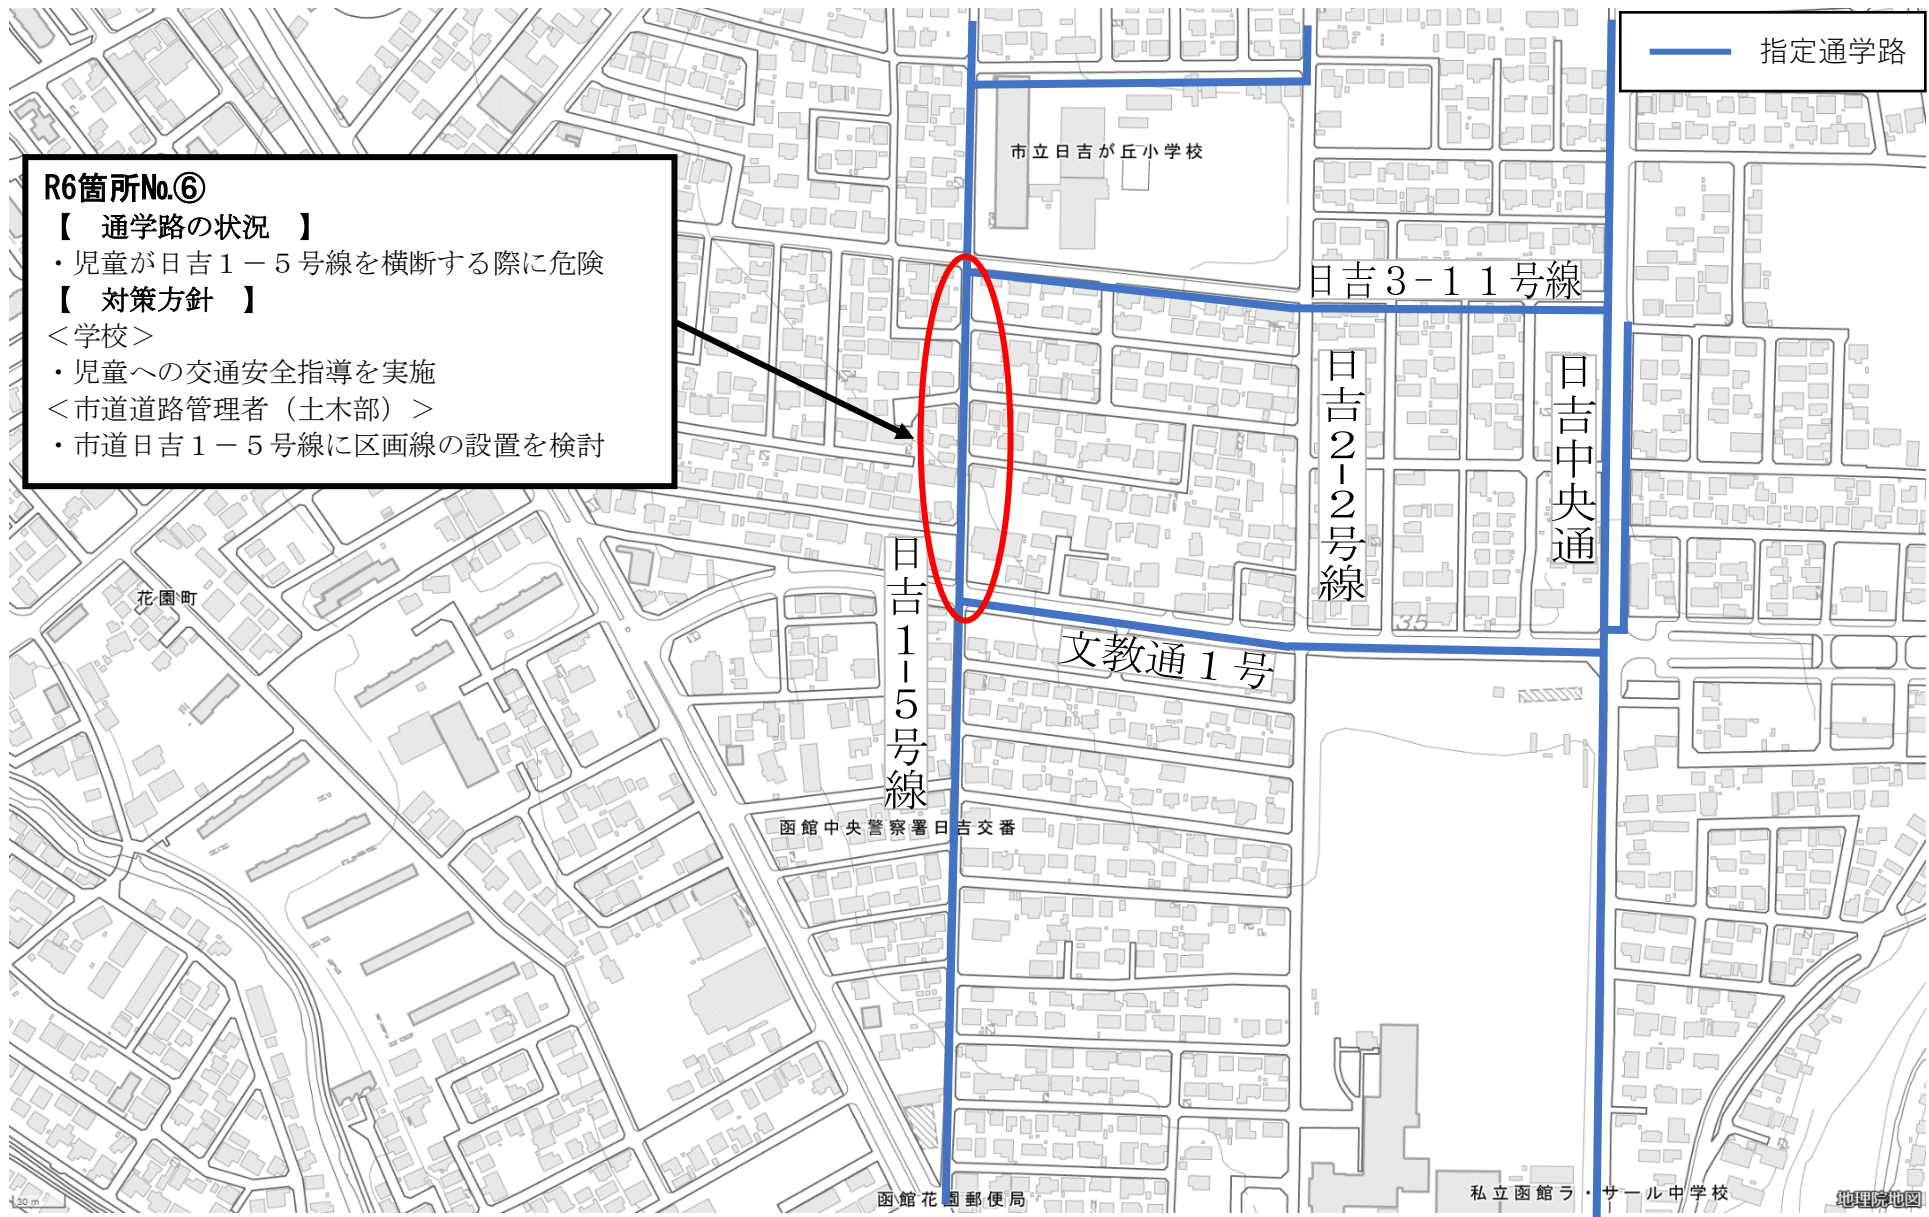 指定通学路
市立日吉が丘小学校
R6箇所No.⑥
【　通学路の状況　】
・児童が日吉１－５号線を横断する際に危険
【　対策方針　】
＜学校＞
・児童への交通安全指導を実施
＜市道道路管理者（土木部）＞
・市道日吉１－５号線に区画線の設置を検討
日吉３-１１号線
日吉２-２号線
日吉中央通
日吉１-５号線
花園町
35
文教通１号
函館中央警察署日吉交番
函館花園郵便局
私立函館ラ・サール中学校
30 m
地理院地図